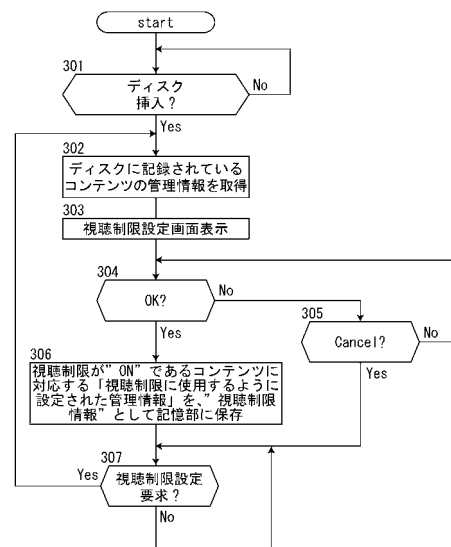 start
301
ディスク
挿入?
No
Yes
302
ディスクに記録されている
コンテンツの管理情報を取得
303
視聴制限設定画面表示
304
OK?
No
305
Cancel?
No
Yes
Yes
306
視聴制限が"ON"であるコンテンツに
対応する「視聴制限に使用するように
設定された管理情報」を、"視聴制限
情報"として記憶部に保存
307
Yes
視聴制限設定
要求?
No